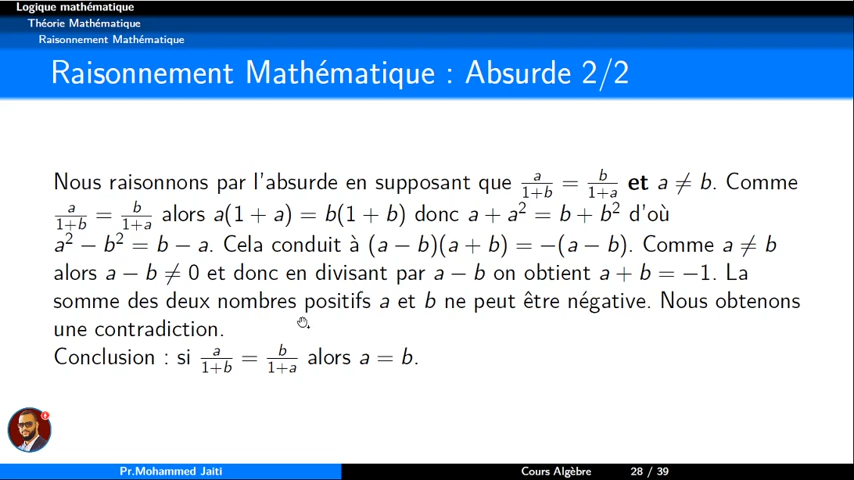 Logique mathématique
Théorie Mathématique
Raisonnement Mathématique
Raisonnement Mathématique : Absurde 2/2
Nous raisonnons par l'absurde en supposant que a/(1+b) = b/(1+a) et a ≠ b. Comme
a/(1+b) = b/(1+a) alors a(1 + a) = b(1 + b) donc a + a² = b + b² d'où
a² − b² = b − a. Cela conduit à (a − b)(a + b) = −(a − b). Comme a ≠ b
alors a − b ≠ 0 et donc en divisant par a − b on obtient a + b = −1. La
somme des deux nombres positifs a et b ne peut être négative. Nous obtenons
une contradiction.
Conclusion : si a/(1+b) = b/(1+a) alors a = b.
Pr.Mohammed Jaiti
Cours Algèbre
28 / 39